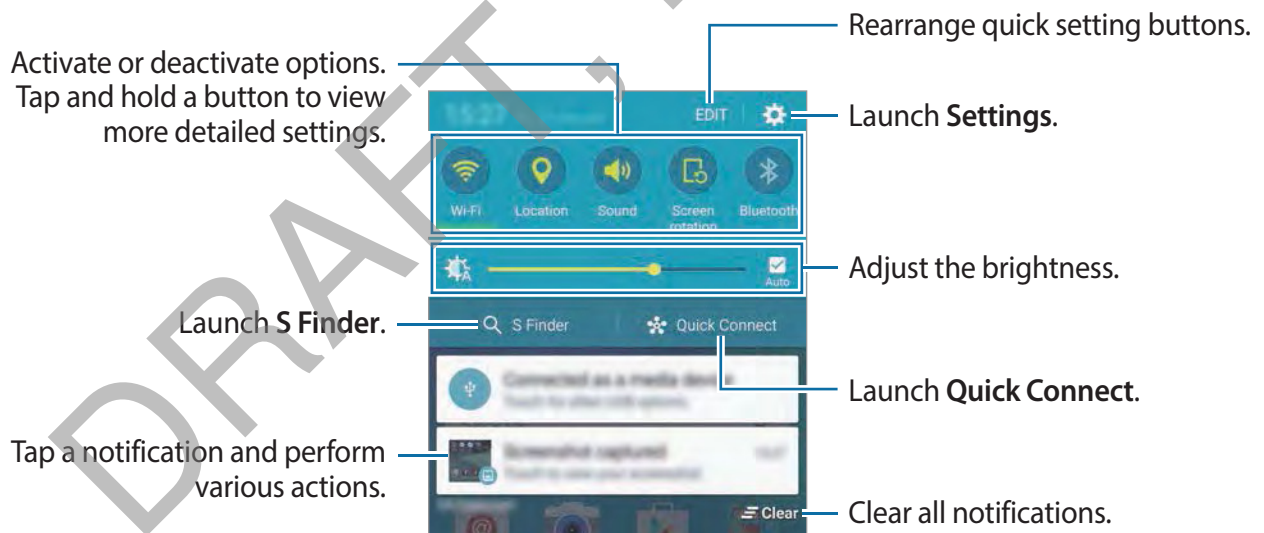 Rearrange quick setting buttons.
Activate or deactivate options.
Tap and hold a button to view
more detailed settings.
EDIT
Launch Settings.
Wi-Fi
Location
Sound
Screen
rotation
Bluetooth
Auto
Adjust the brightness.
Launch S Finder.
S Finder
Quick Connect
Launch Quick Connect.
Connected as a media device
Screenshot captured
Tap a notification and perform
various actions.
Clear
Clear all notifications.
DRAFT,